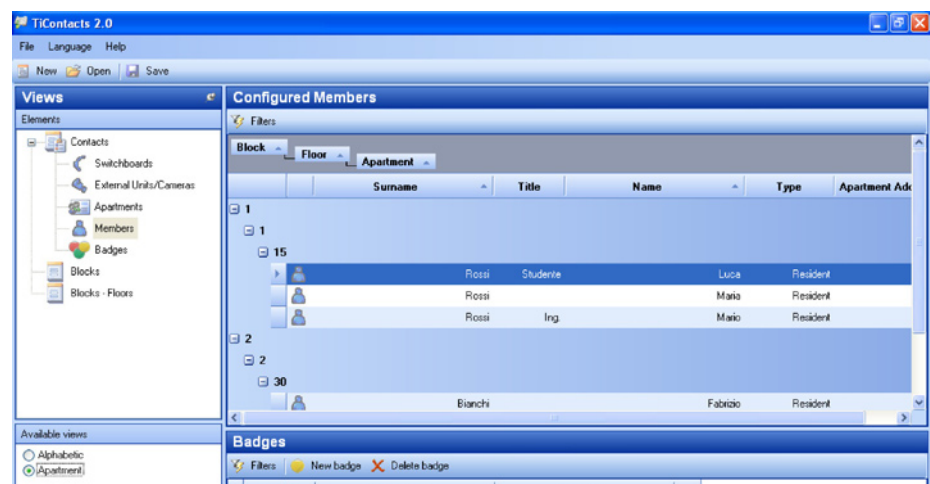 TiContacts 2.0
File Language Help
New Open Save
Views
Elements
Contacts
Switchboards
External Units/Cameras
Apartments
Members
Badges
Blocks
Blocks - Floors
Available views
Alphabetic
Apartment
Configured Members
Filters
Block Floor Apartment
Surname Title Name Type Apartment Adc
1
1
15
Rossi Studente Luca Resident
Rossi Maria Resident
Rossi Ing. Mario Resident
2
2
30
Bianchi Fabrizio Resident
Badges
Filters New badge Delete badge